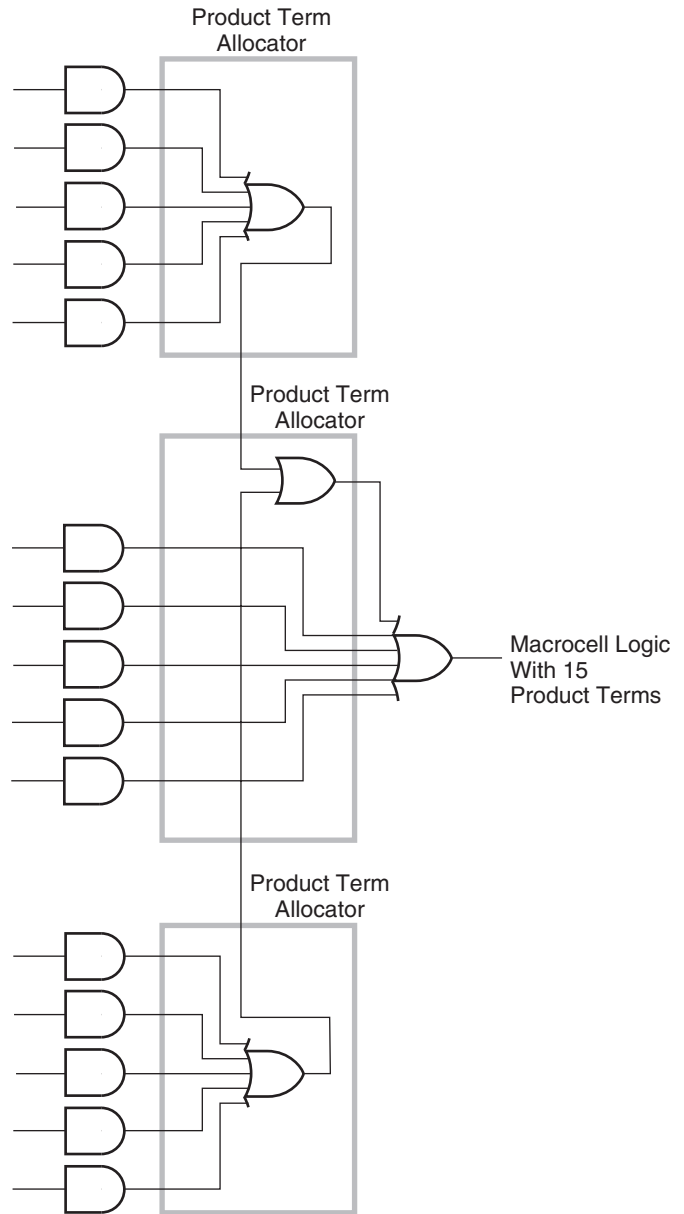 Product Term
Allocator
Product Term
Allocator
Macrocell Logic
With 15
Product Terms
Product Term
Allocator